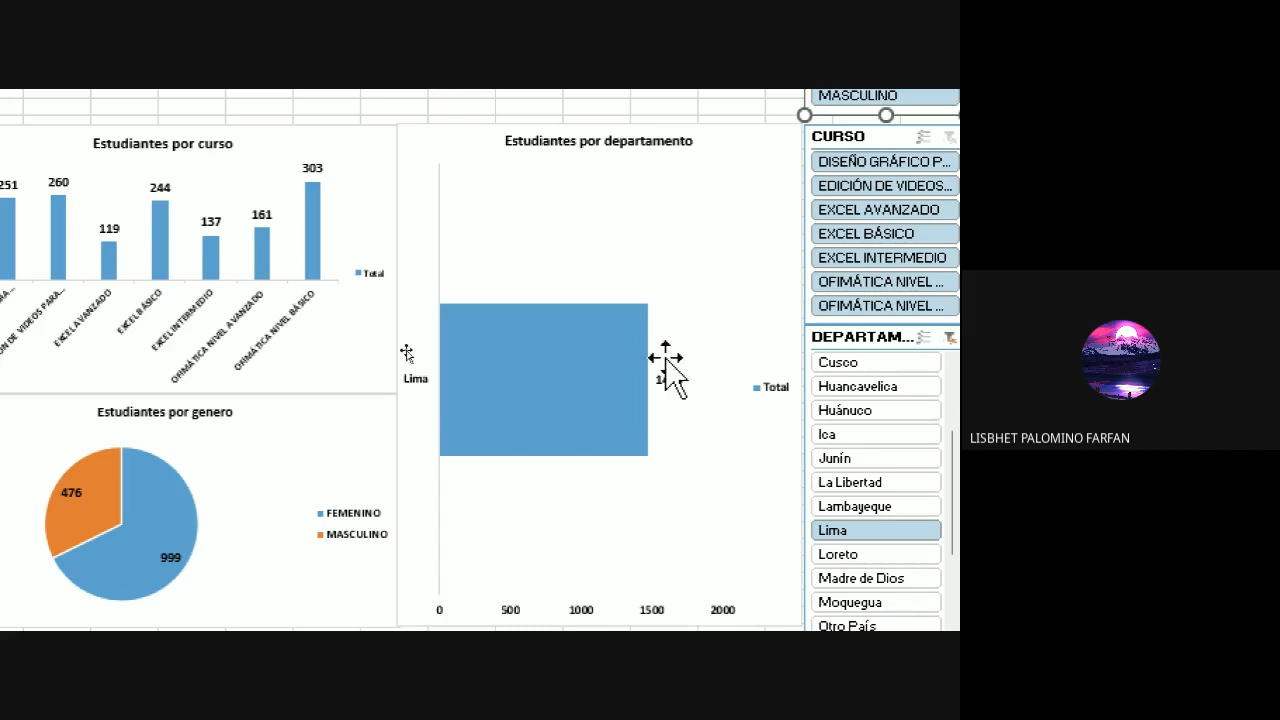 MASCULINO
Estudiantes por curso
251
260
119
244
137
161
303
DE VIDEOS PARA...
EXCEL AVANZADO
EXCEL BÁSICO
EXCEL INTERMEDIO
OFIMÁTICA NIVEL AVANZADO
OFIMÁTICA NIVEL BÁSICO
Total
Estudiantes por genero
476
999
FEMENINO
MASCULINO
Estudiantes por departamento
Lima
Total
0 500 1000 1500 2000
CURSO
DISEÑO GRÁFICO P...
EDICIÓN DE VIDEOS...
EXCEL AVANZADO
EXCEL BÁSICO
EXCEL INTERMEDIO
OFIMÁTICA NIVEL ...
OFIMÁTICA NIVEL ...
DEPARTAM...
Cusco
Huancavelica
Huánuco
Ica
Junín
La Libertad
Lambayeque
Lima
Loreto
Madre de Dios
Moquegua
Otro País
LISBHET PALOMINO FARFAN